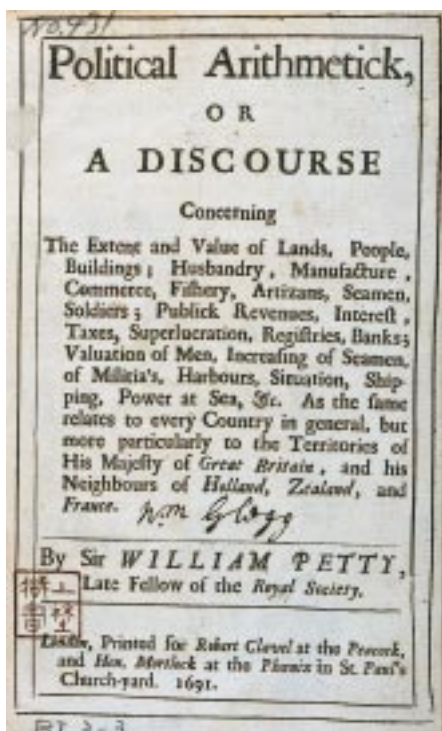 No. 431
Political Arithmetick,
OR
A DISCOURSE
Concerning
The Extent and Value of Lands, People,
Buildings; Husbandry, Manufacture,
Commerce, Fishery, Artizans, Seamen,
Soldiers; Publick Revenues, Interest,
Taxes, Superlucration, Registries, Banks;
Valuation of Men, Increasing of Seamen,
of Militia's, Harbours, Situation, Ship-
ping, Power at Sea, &c. As the same
relates to every Country in general, but
more particularly to the Territories of
His Majesty of Great Britain, and his
Neighbours of Holland, Zealand, and
France.
By Sir WILLIAM PETTY,
Late Fellow of the Royal Society.
London, Printed for Robert Clavel at the Peacock,
and Hen. Mortlock at the Phœnix in St. Paul's
Church-yard. 1691.